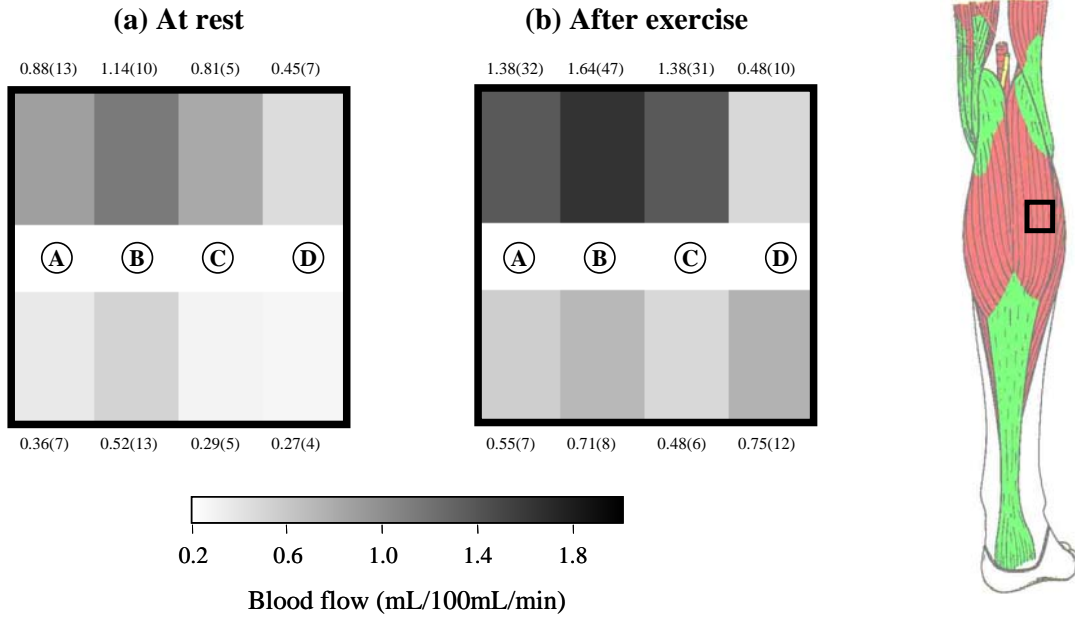 (a) At rest
(b) After exercise
0.88(13) 1.14(10) 0.81(5) 0.45(7)
1.38(32) 1.64(47) 1.38(31) 0.48(10)
A B C D
A B C D
0.36(7) 0.52(13) 0.29(5) 0.27(4)
0.55(7) 0.71(8) 0.48(6) 0.75(12)
0.2 0.6 1.0 1.4 1.8
Blood flow (mL/100mL/min)